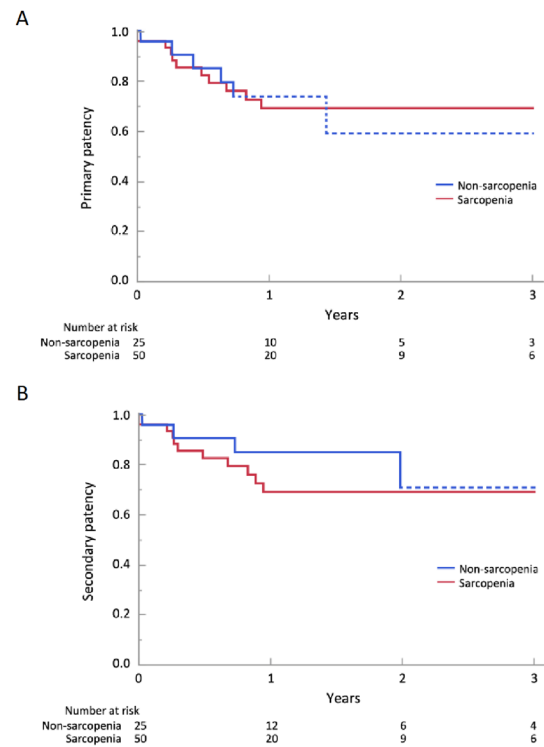 A
1.0
0.8
0.6
0.4
0.2
0.0
Primary patency
Non-sarcopenia
Sarcopenia
0 1 2 3
Years
Number at risk
Non-sarcopenia 25 10 5 3
Sarcopenia 50 20 9 6
B
1.0
0.8
0.6
0.4
0.2
0.0
Secondary patency
Non-sarcopenia
Sarcopenia
0 1 2 3
Years
Number at risk
Non-sarcopenia 25 12 6 4
Sarcopenia 50 20 9 6